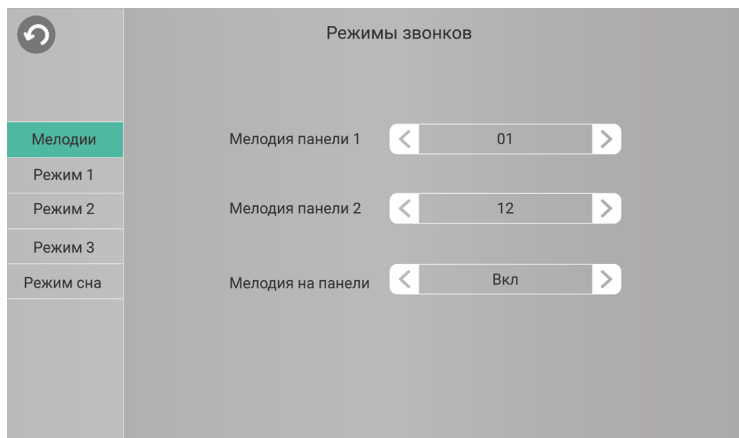 Режимы звонков
Мелодии
Мелодия панели 1
01
Режим 1
Режим 2
Мелодия панели 2
12
Режим 3
Режим сна
Мелодия на панели
Вкл